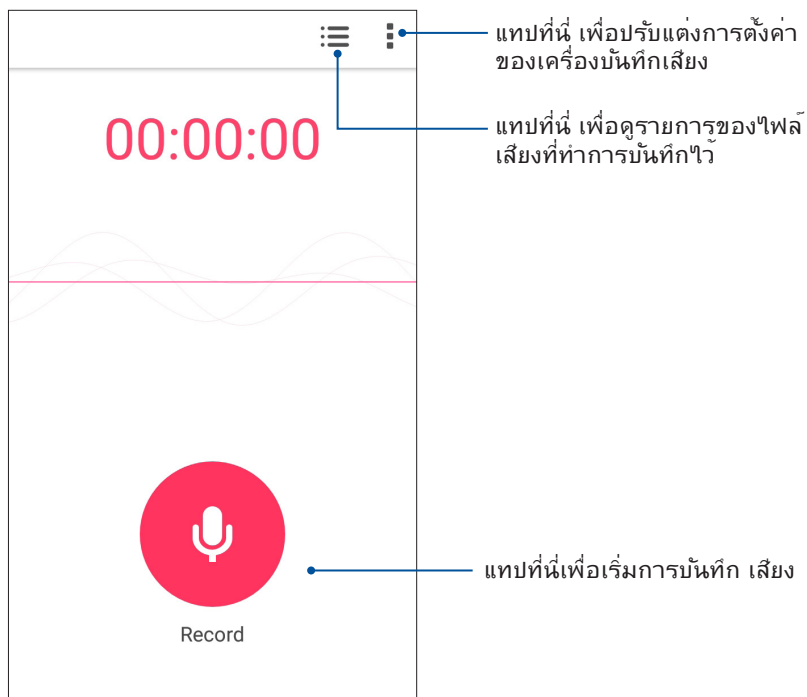 แทปที่นี่ เพื่อปรับแต่งการตั้งค่า
ของเครื่องบันทึกเสียง
00:00:00
แทปที่นี่ เพื่อดูรายการของไฟล์
เสียงที่ทำการบันทึกไว้
แทปที่นี่เพื่อเริ่มการบันทึก เสียง
Record